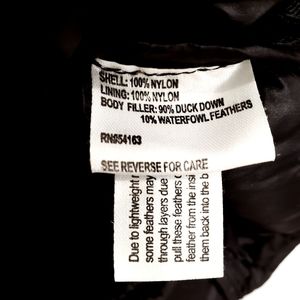 SHELL: 100% NYLON
LINING: 100% NYLON
BODY FILLER: 90% DUCK DOWN
10% WATERFOWL FEATHERS
RN954163
SEE REVERSE FOR CARE
Due to lightweight
some feathers may
through layers due
pull these feathers
feather from the insi
them back into the b